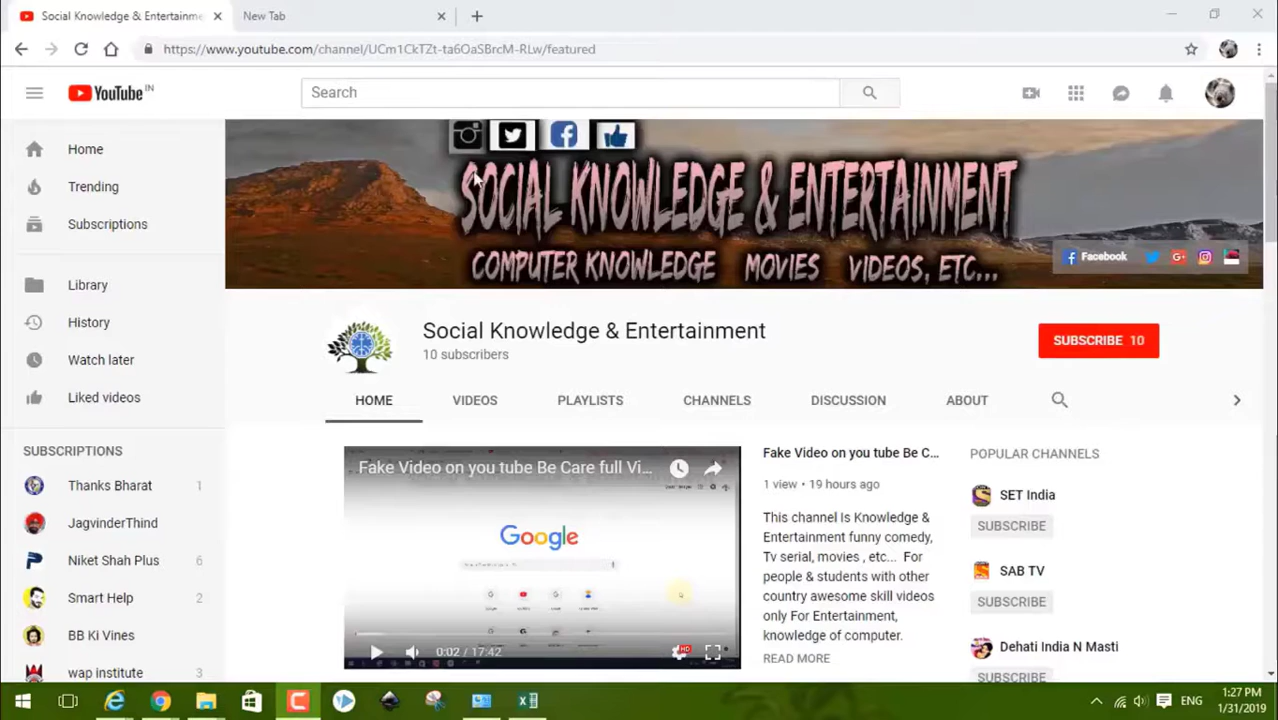 Social Knowledge & Entertainme
New Tab
https://www.youtube.com/channel/UCm1CkTZt-ta6OaSBrcM-RLw/featured
YouTube IN
Search
Home
Trending
Subscriptions
Library
History
Watch later
Liked videos
SUBSCRIPTIONS
Thanks Bharat 1
JagvinderThind
Niket Shah Plus 6
Smart Help 2
BB Ki Vines
wap institute 3
SOCIAL KNOWLEDGE & ENTERTAINMENT
COMPUTER KNOWLEDGE MOVIES VIDEOS, ETC...
Facebook
Social Knowledge & Entertainment
10 subscribers
SUBSCRIBE 10
HOME VIDEOS PLAYLISTS CHANNELS DISCUSSION ABOUT
Fake Video on you tube Be Care full Vi...
Google
0:02 / 17:42
HD
Fake Video on you tube Be C...
1 view • 19 hours ago
This channel is Knowledge &
Entertainment funny comedy,
Tv serial, movies , etc... For
people & students with other
country awesome skill videos
only For Entertainment,
knowledge of computer.
READ MORE
POPULAR CHANNELS
SET India
SUBSCRIBE
SAB TV
SUBSCRIBE
Dehati India N Masti
SUBSCRIBE
ENG
1:27 PM
1/31/2019